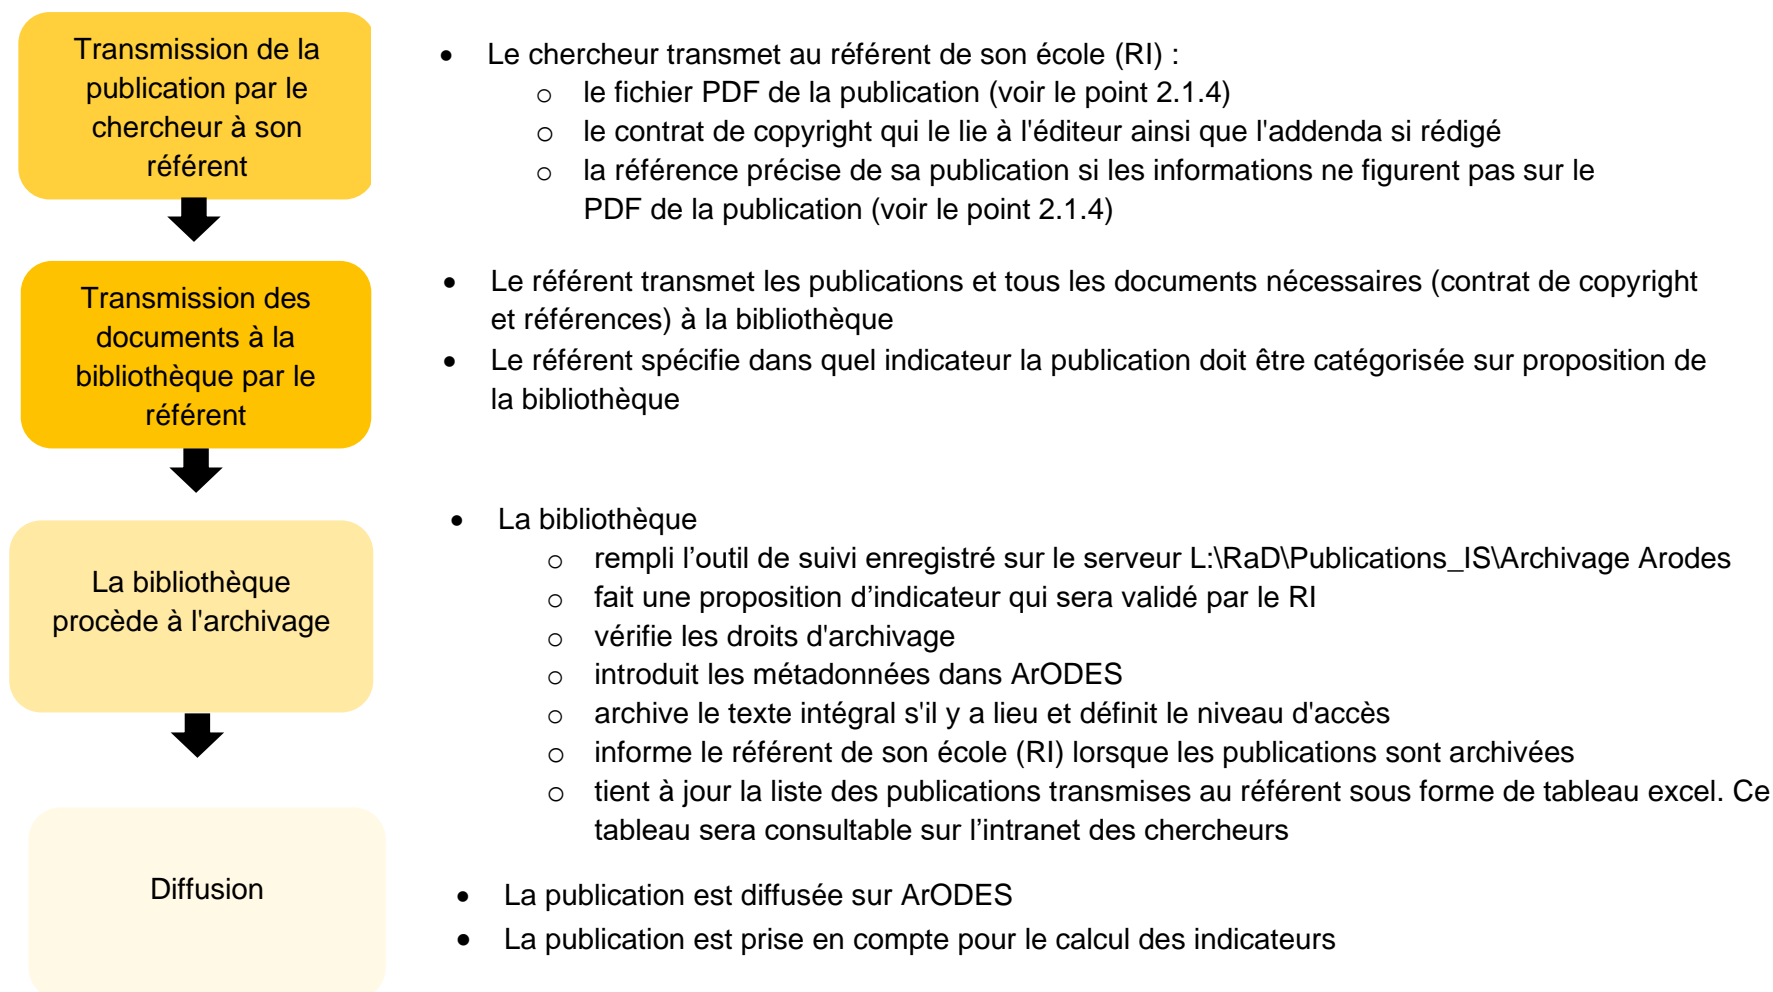 Transmission de la
publication par le
chercheur à son
référent
• Le chercheur transmet au référent de son école (RI) :
o le fichier PDF de la publication (voir le point 2.1.4)
o le contrat de copyright qui le lie à l'éditeur ainsi que l'addenda si rédigé
o la référence précise de sa publication si les informations ne figurent pas sur le
PDF de la publication (voir le point 2.1.4)
Transmission des
documents à la
bibliothèque par le
référent
• Le référent transmet les publications et tous les documents nécessaires (contrat de copyright
et références) à la bibliothèque
• Le référent spécifie dans quel indicateur la publication doit être catégorisée sur proposition de
la bibliothèque
La bibliothèque
procède à l'archivage
• La bibliothèque
o rempli l’outil de suivi enregistré sur le serveur L:\RaD\Publications_IS\Archivage Arodes
o fait une proposition d’indicateur qui sera validé par le RI
o vérifie les droits d'archivage
o introduit les métadonnées dans ArODES
o archive le texte intégral s'il y a lieu et définit le niveau d'accès
o informe le référent de son école (RI) lorsque les publications sont archivées
o tient à jour la liste des publications transmises au référent sous forme de tableau excel. Ce
tableau sera consultable sur l’intranet des chercheurs
Diffusion
• La publication est diffusée sur ArODES
• La publication est prise en compte pour le calcul des indicateurs